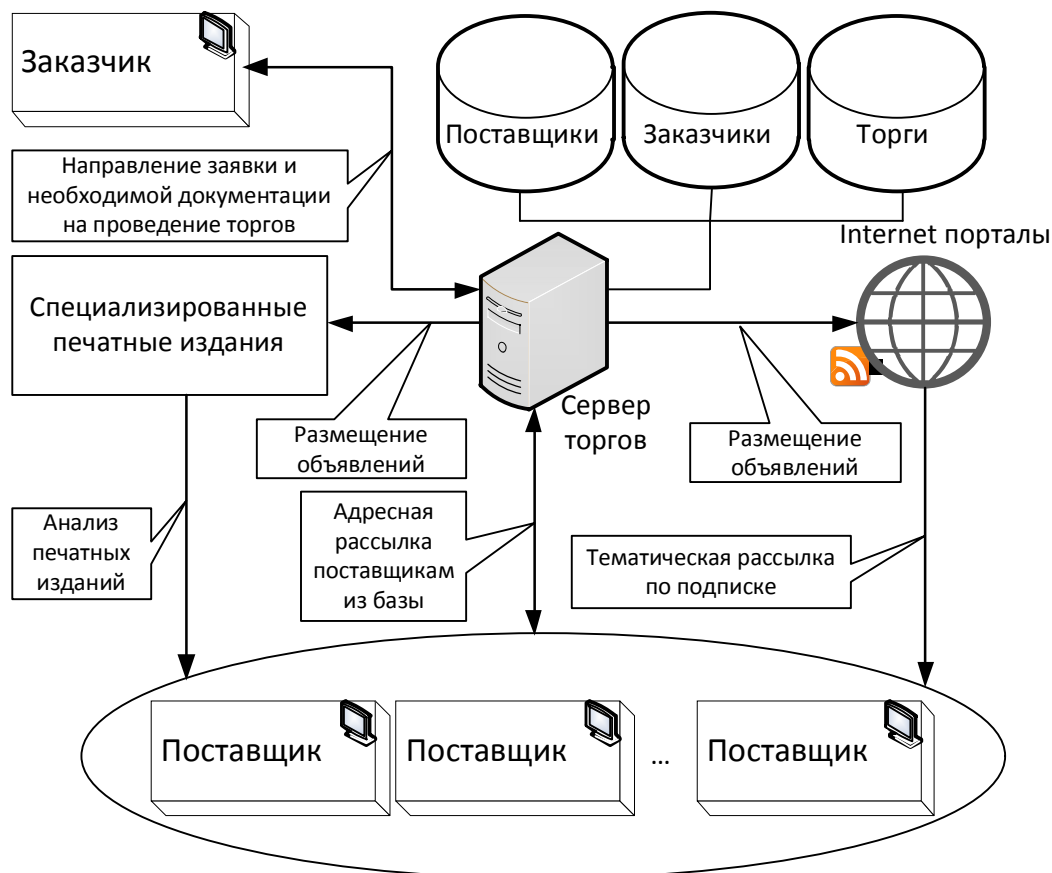 Заказчик
Поставщики
Заказчики
Торги
Направление заявки и
необходимой документации
на проведение торгов
Internet порталы
Специализированные
печатные издания
Сервер
торгов
Размещение
объявлений
Размещение
объявлений
Анализ
печатных
изданий
Адресная
рассылка
поставщикам
из базы
Тематическая рассылка
по подписке
Поставщик
Поставщик
...
Поставщик